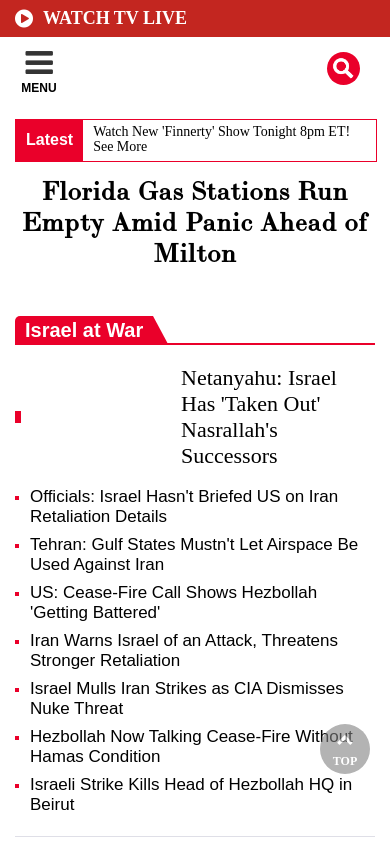 WATCH TV LIVE
MENU
Latest
Watch New 'Finnerty' Show Tonight 8pm ET!
See More
Florida Gas Stations Run
Empty Amid Panic Ahead of
Milton
Israel at War
Netanyahu: Israel
Has 'Taken Out'
Nasrallah's
Successors
Officials: Israel Hasn't Briefed US on Iran
Retaliation Details
Tehran: Gulf States Mustn't Let Airspace Be
Used Against Iran
US: Cease-Fire Call Shows Hezbollah
'Getting Battered'
Iran Warns Israel of an Attack, Threatens
Stronger Retaliation
Israel Mulls Iran Strikes as CIA Dismisses
Nuke Threat
Hezbollah Now Talking Cease-Fire Without
Hamas Condition
TOP
Israeli Strike Kills Head of Hezbollah HQ in
Beirut